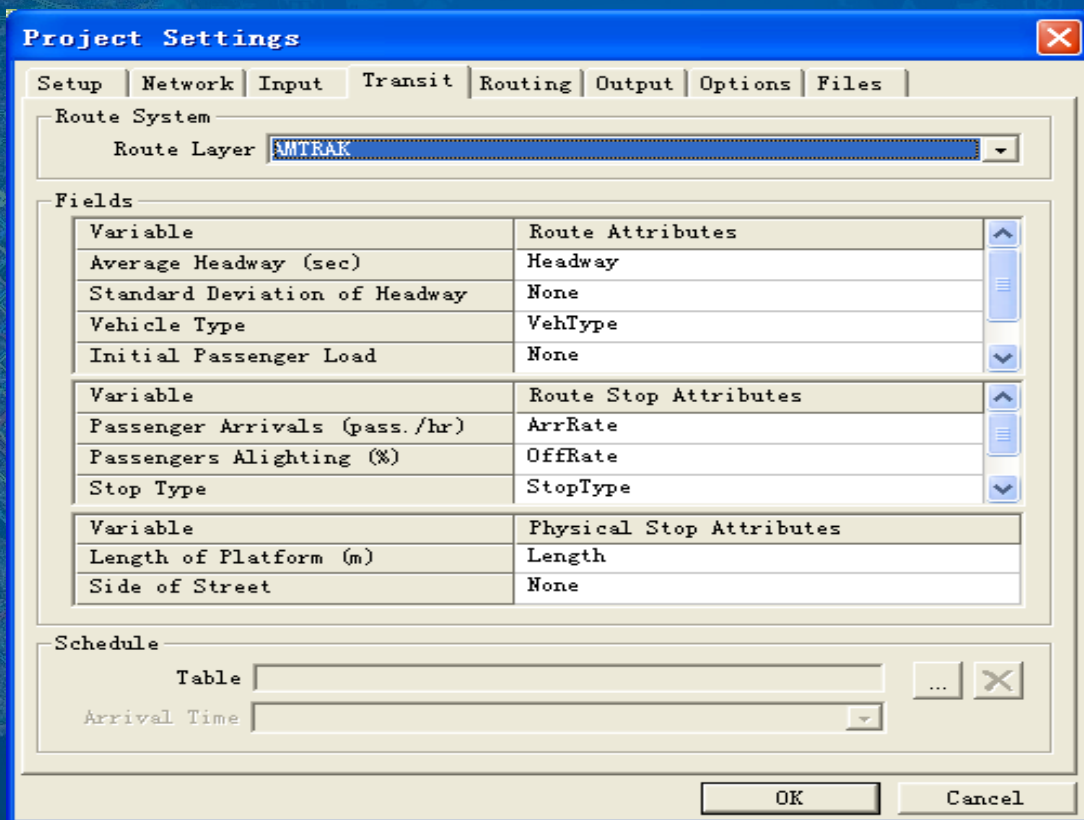 Project Settings
Setup Network Input Transit Routing Output Options Files
Route System
Route Layer AMTRAK
Fields
Variable Route Attributes
Average Headway (sec) Headway
Standard Deviation of Headway None
Vehicle Type VehType
Initial Passenger Load None
Variable Route Stop Attributes
Passenger Arrivals (pass./hr) ArrRate
Passengers Alighting (%) OffRate
Stop Type StopType
Variable Physical Stop Attributes
Length of Platform (m) Length
Side of Street None
Schedule
Table ...
Arrival Time
OK Cancel